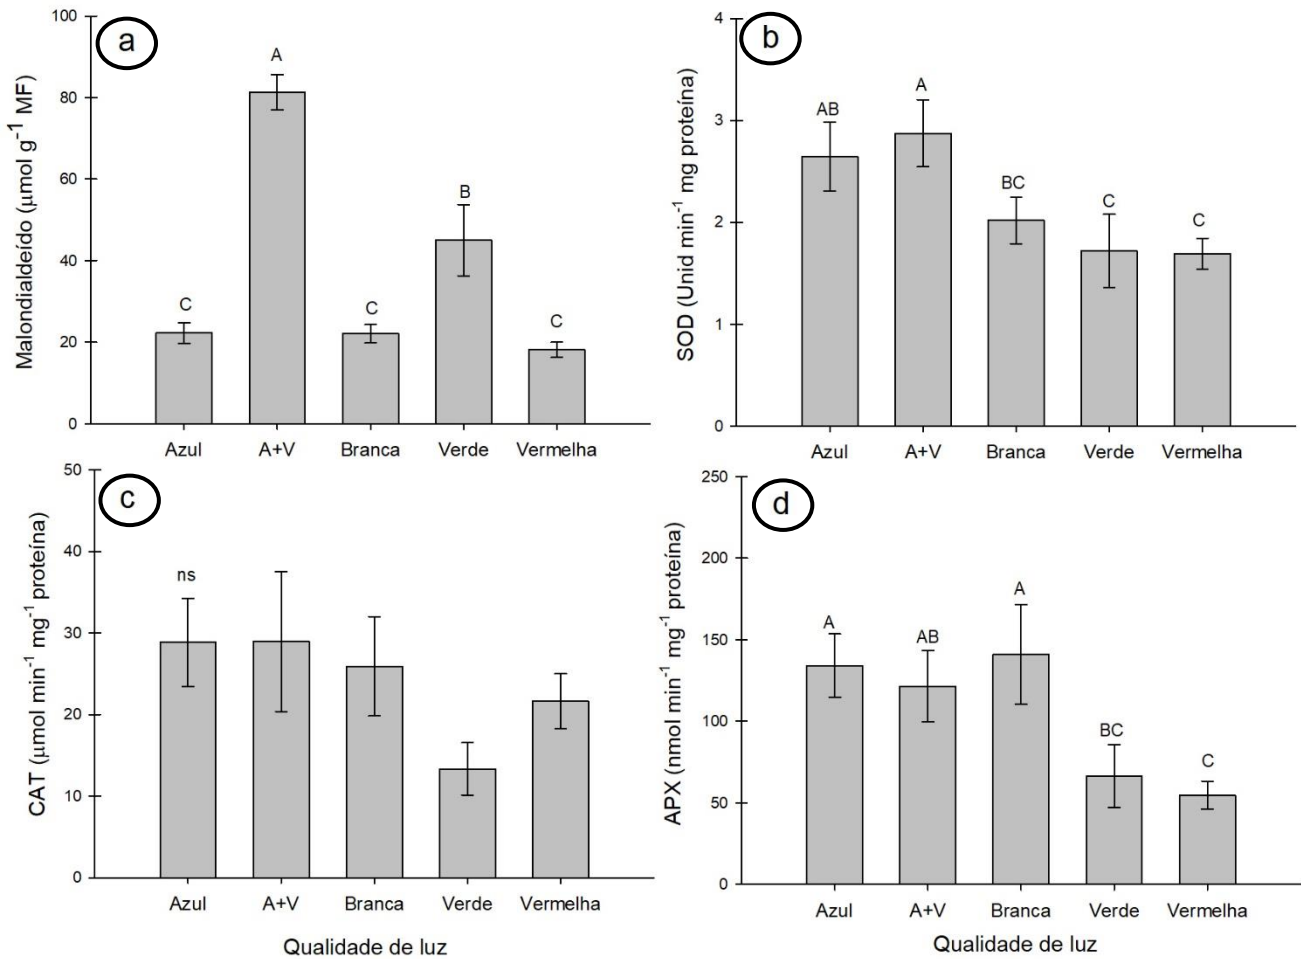 a
Malondialdeído (μmol g⁻¹ MF)
100
80
60
40
20
0
C
A
C
B
C
Azul
A+V
Branca
Verde
Vermelha
b
SOD (Unid min⁻¹ mg proteína)
4
3
2
1
0
AB
A
BC
C
C
Azul
A+V
Branca
Verde
Vermelha
c
CAT (μmol min⁻¹ mg⁻¹ proteína)
50
40
30
20
10
0
ns
Azul
A+V
Branca
Verde
Vermelha
Qualidade de luz
d
APX (nmol min⁻¹ mg⁻¹ proteína)
250
200
150
100
50
0
A
AB
A
BC
C
Azul
A+V
Branca
Verde
Vermelha
Qualidade de luz